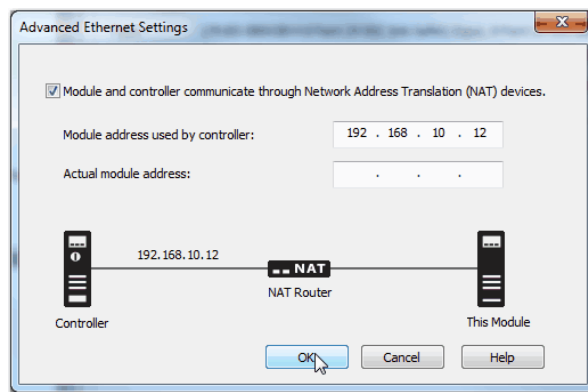 Advanced Ethernet Settings
Module and controller communicate through Network Address Translation (NAT) devices.
Module address used by controller: 192 . 168 . 10 . 12
Actual module address: . . .
192.168.10.12
NAT
NAT Router
Controller
This Module
OK Cancel Help